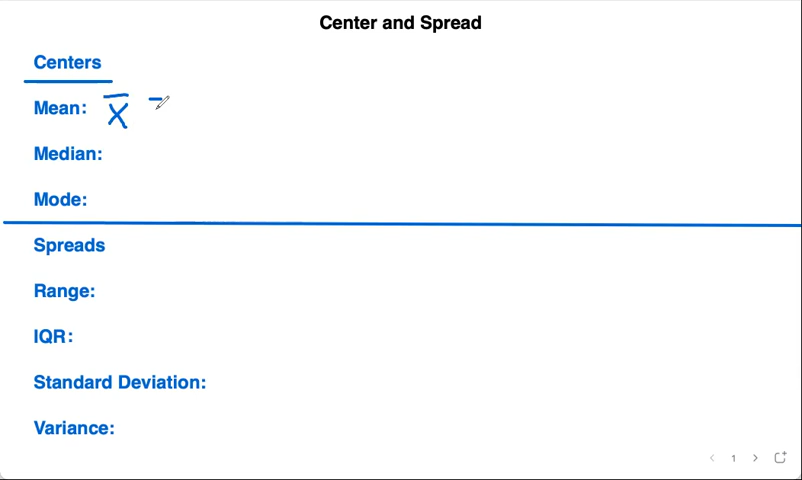 Center and Spread
Centers
Mean: x̄ -
Median:
Mode:
Spreads
Range:
IQR:
Standard Deviation:
Variance:
1